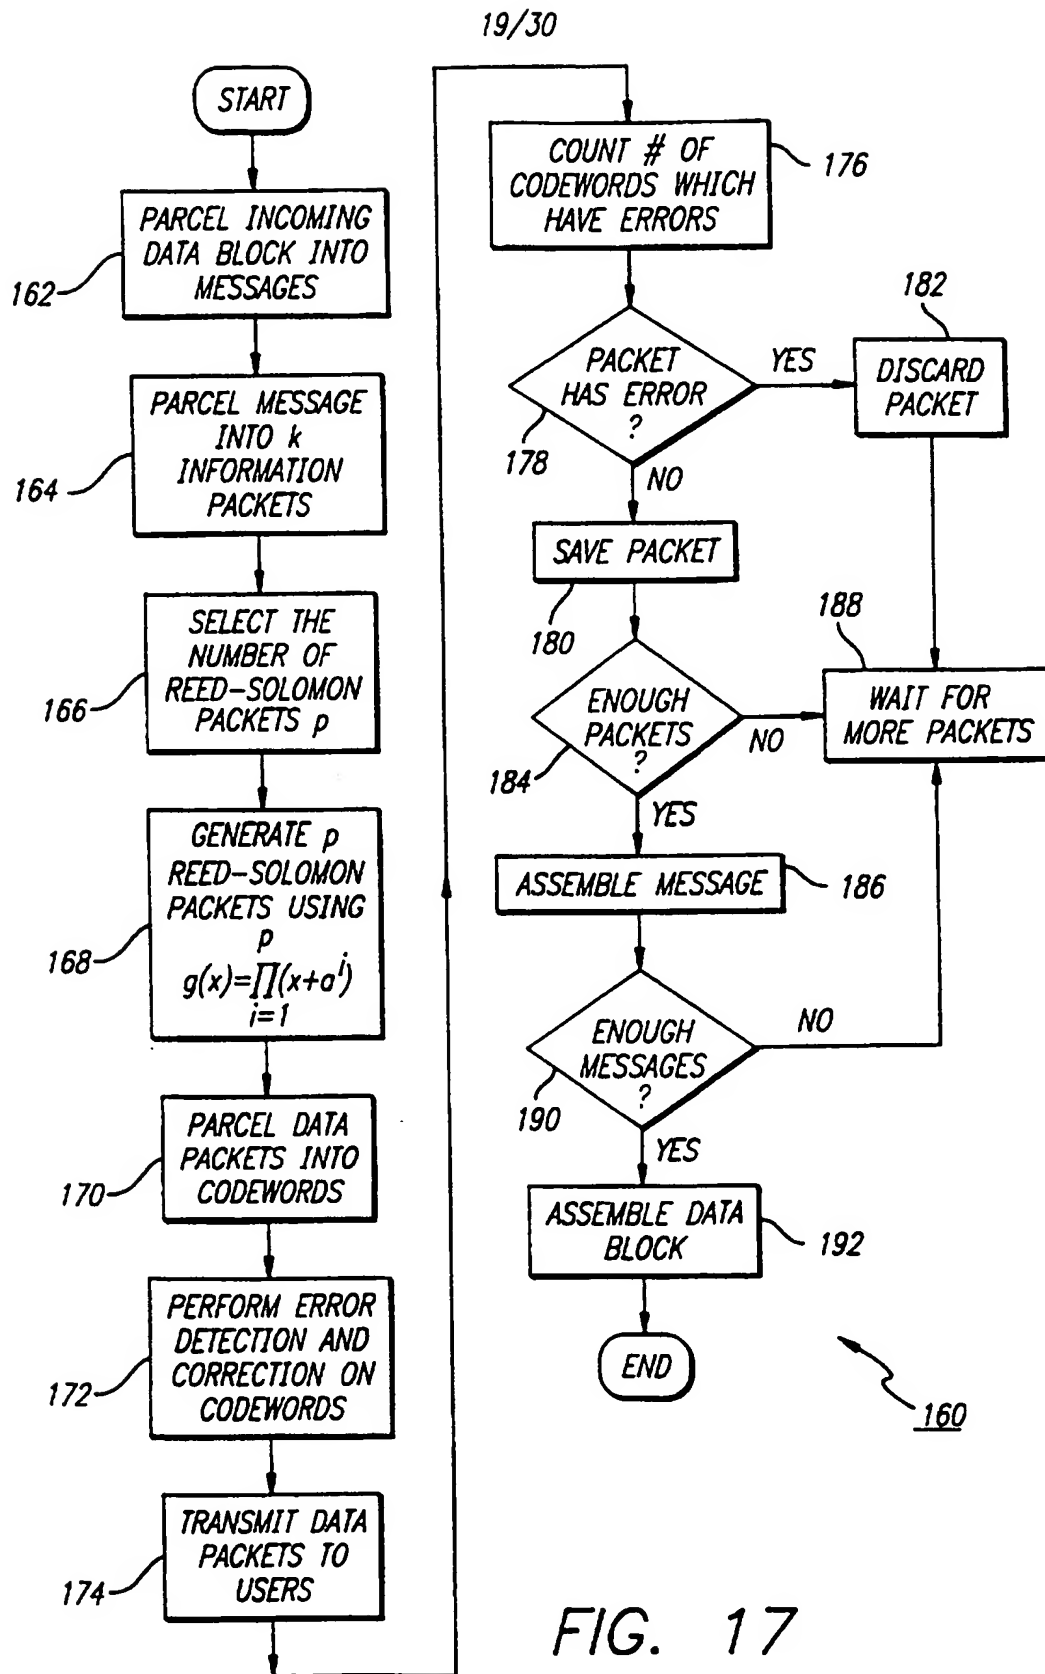 19/30
START
PARCEL INCOMING
DATA BLOCK INTO
MESSAGES
162
PARCEL MESSAGE
INTO k
INFORMATION
PACKETS
164
SELECT THE
NUMBER OF
REED-SOLOMON
PACKETS p
166
GENERATE p
REED-SOLOMON
PACKETS USING
p
g(x)=∏(x+a^i)
i=1
168
PARCEL DATA
PACKETS INTO
CODEWORDS
170
PERFORM ERROR
DETECTION AND
CORRECTION ON
CODEWORDS
172
TRANSMIT DATA
PACKETS TO
USERS
174
COUNT # OF
CODEWORDS WHICH
HAVE ERRORS
176
PACKET
HAS ERROR
?
178
YES
182
DISCARD
PACKET
NO
SAVE PACKET
180
188
WAIT FOR
MORE PACKETS
ENOUGH
PACKETS
?
184
NO
YES
ASSEMBLE MESSAGE
186
ENOUGH
MESSAGES
?
190
NO
YES
ASSEMBLE DATA
BLOCK
192
END
160
FIG. 17